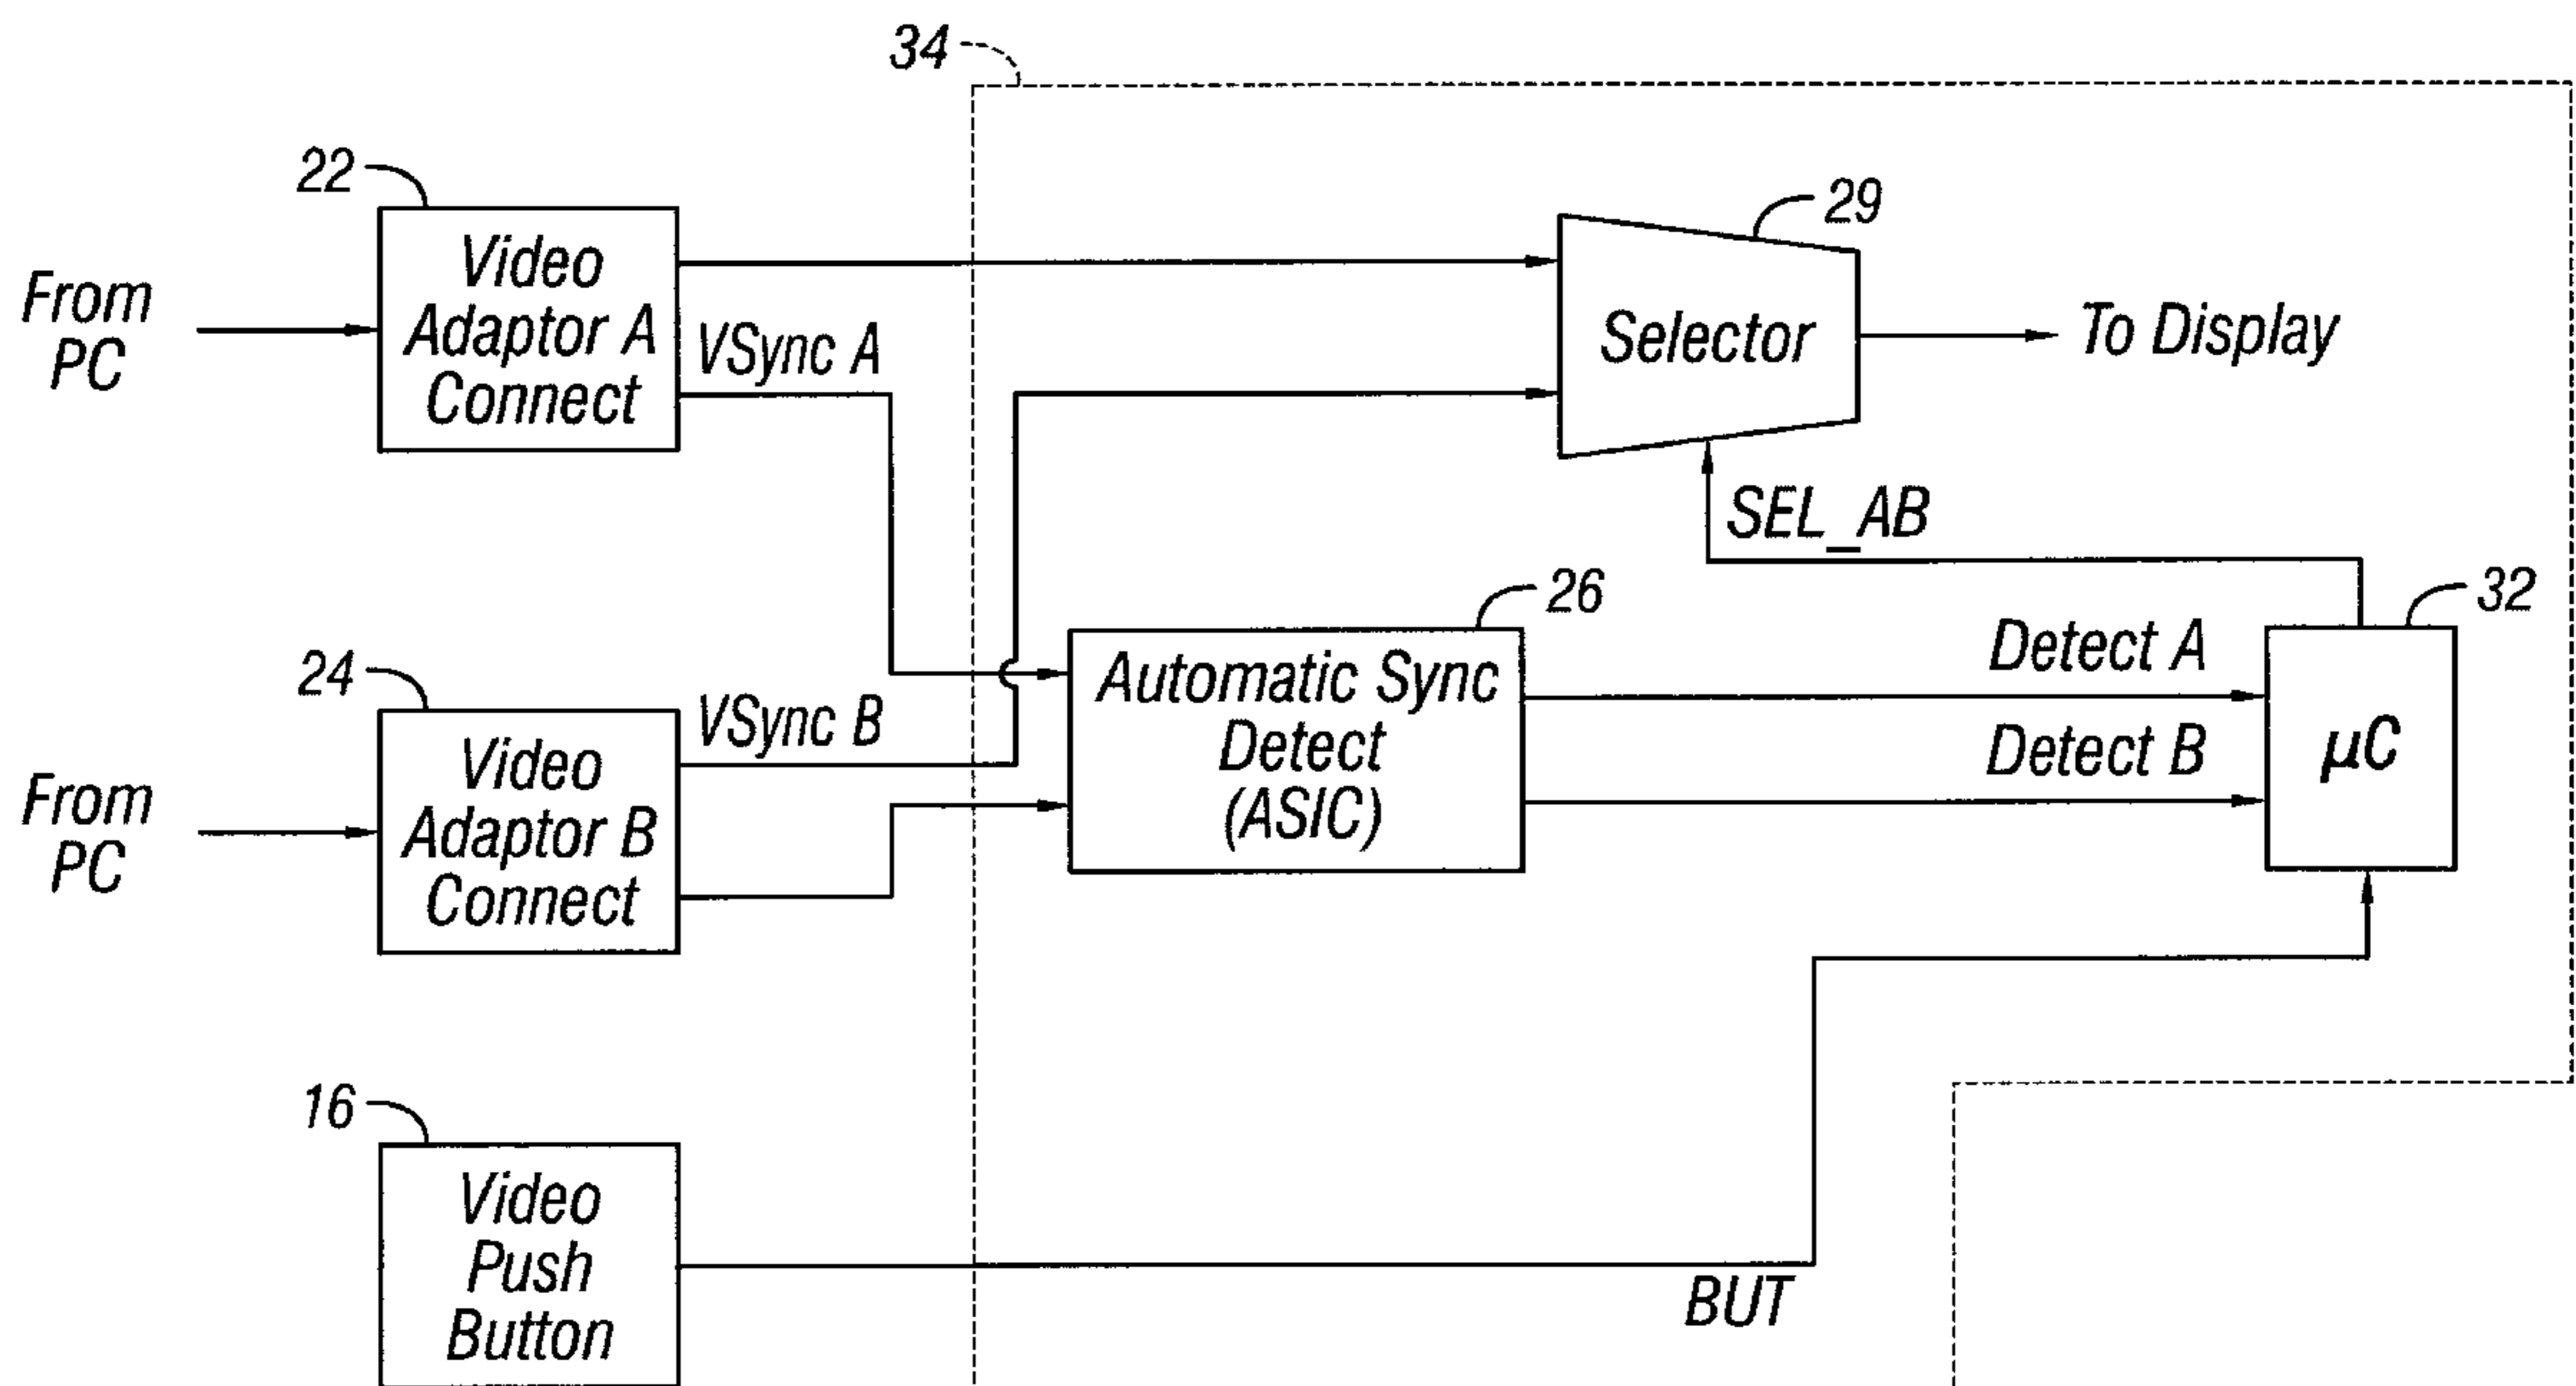 34
22
29
From
PC
Video
Adaptor A
Connect
VSync A
Selector
To Display
SEL_AB
26
32
24
VSync B
Automatic Sync
Detect
(ASIC)
Detect A
Detect B
μC
From
PC
Video
Adaptor B
Connect
16
Video
Push
Button
BUT